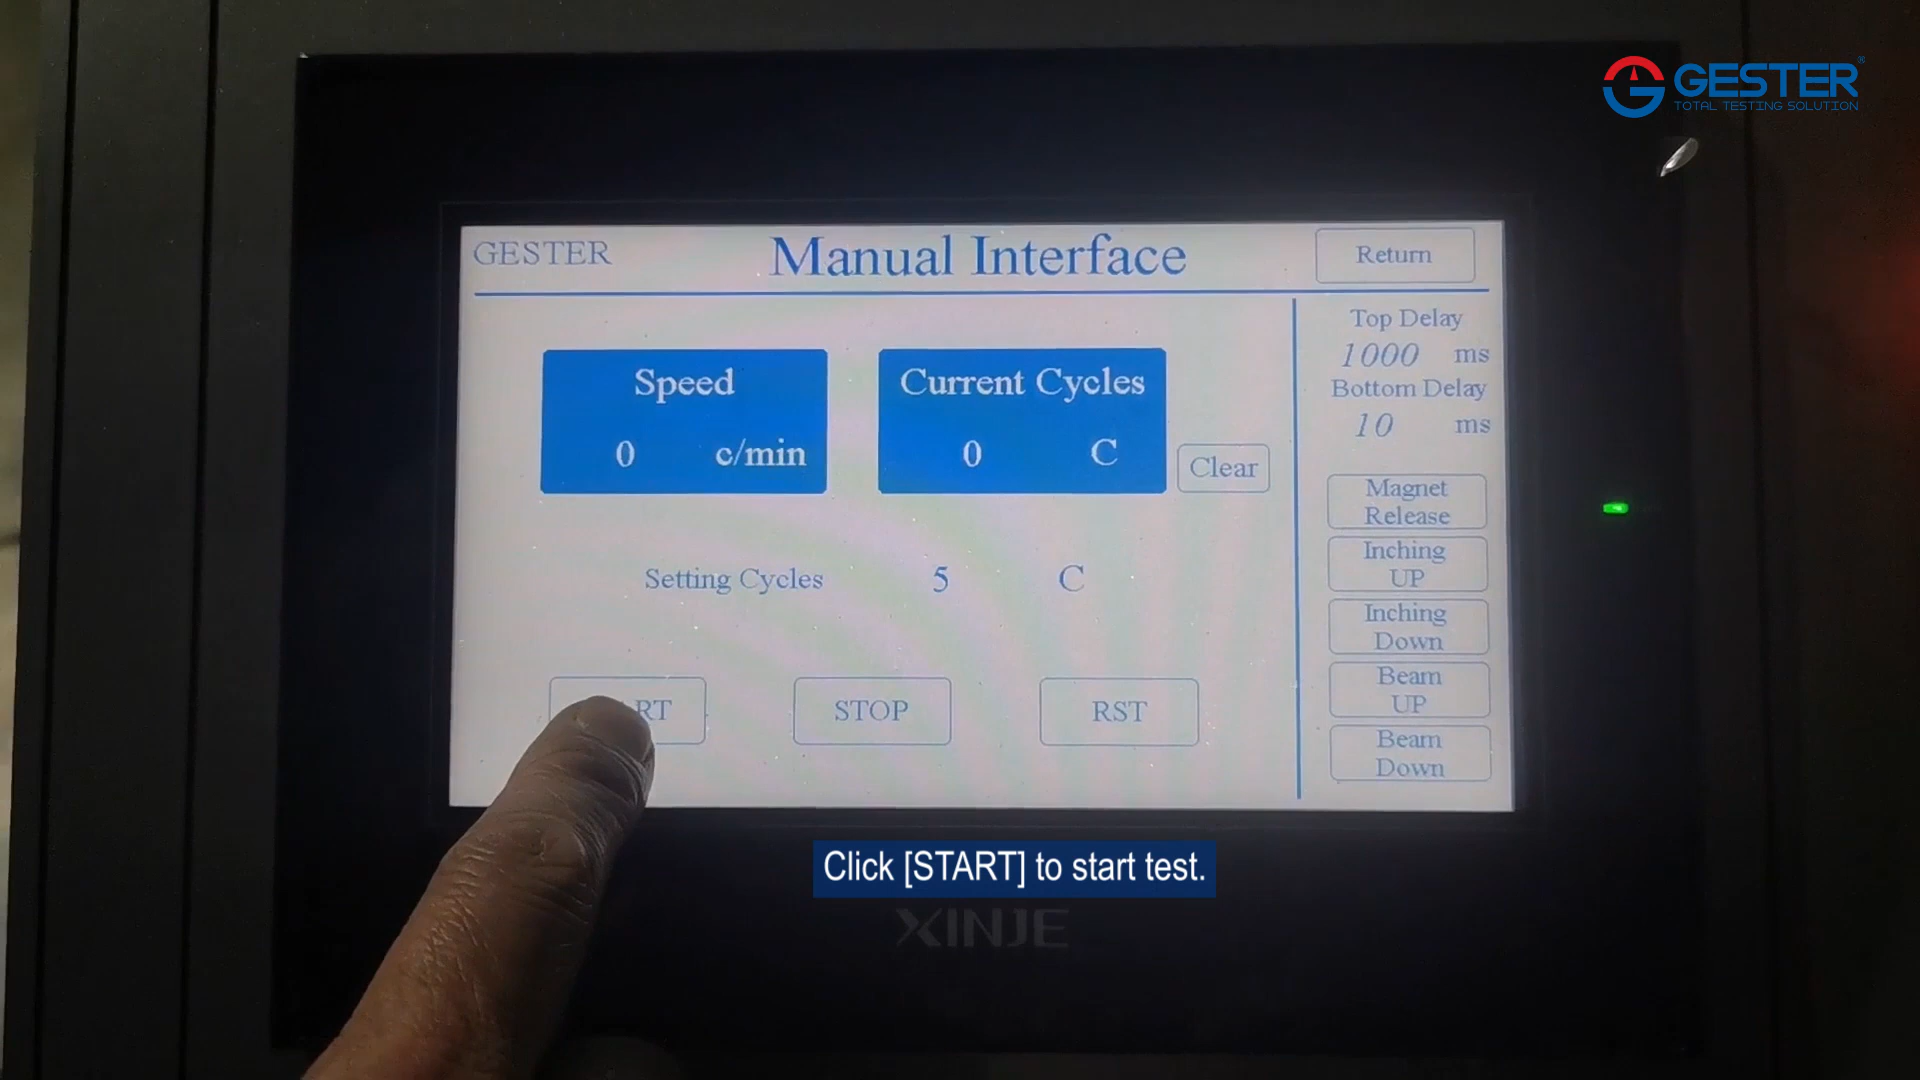 GESTER®
TOTAL TESTING SOLUTION
GESTER
Manual Interface
Return
Speed
0 c/min
Current Cycles
0 C
Clear
Setting Cycles 5 C
RT
STOP
RST
Top Delay
1000 ms
Bottom Delay
10 ms
Magnet
Release
Inching
UP
Inching
Down
Beam
UP
Beam
Down
Click [START] to start test.
XINJE